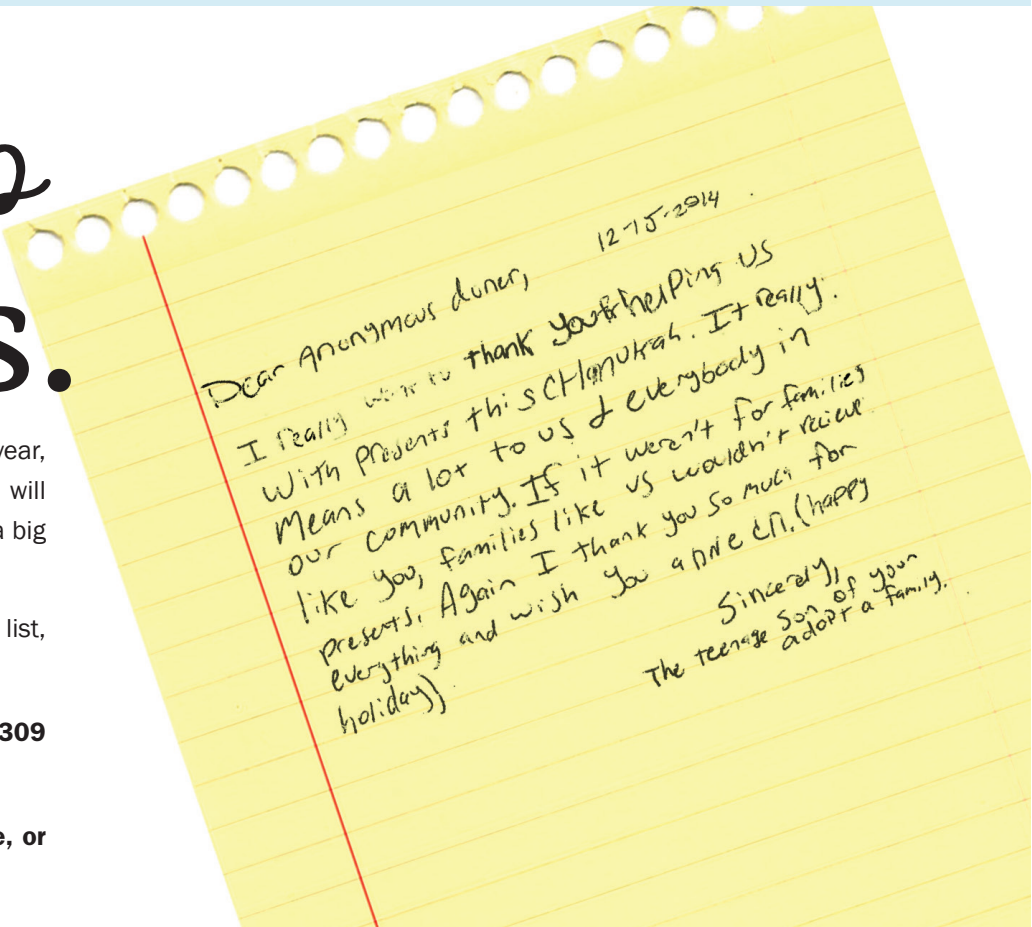 s.
year,
will
a big
list,
309
e, or
12-15-2014
Dear Anonymous doner,
I really want to thank you for helping us
with presents this CHanukah. It really
means a lot to us & everybody in
our community. If it weren't for families
like you, families like us wouldn't recieve
presents. Again I thank you so much for
everything and wish you a (happy
holiday))
Sincerely,
The teenage son of your
adopt a family.